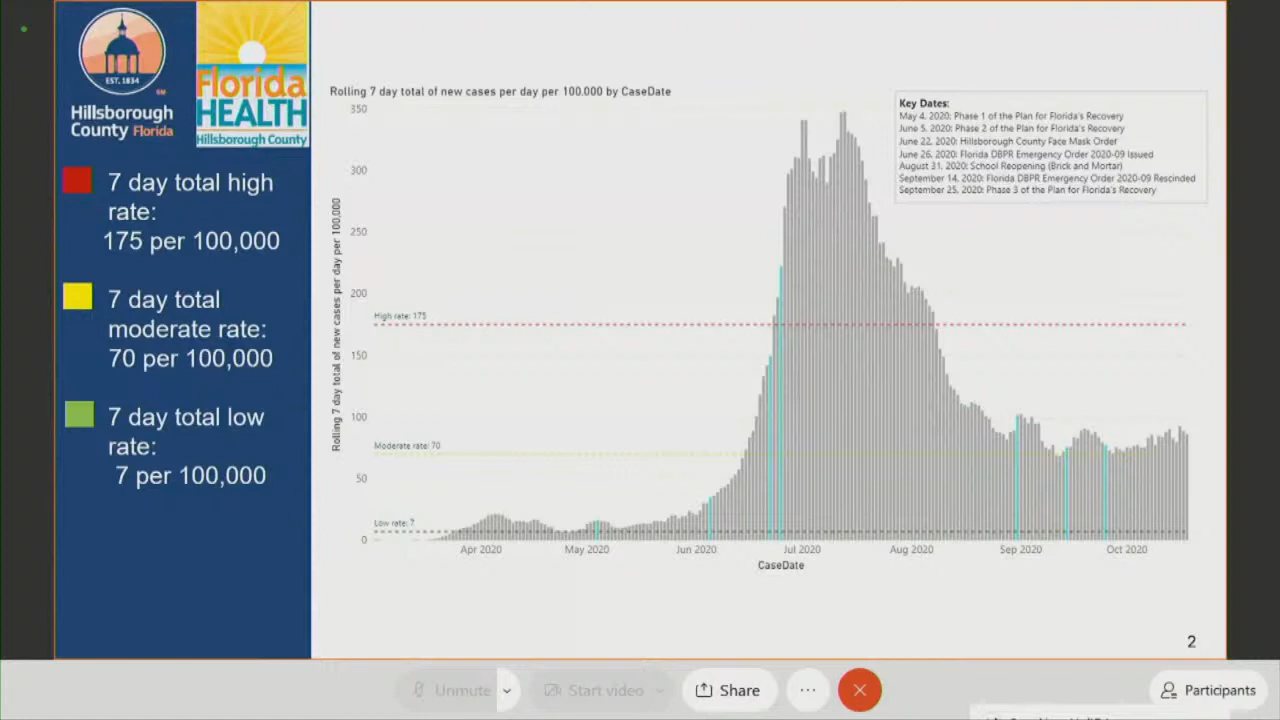 EST. 1834
SM
Hillsborough
County Florida
Florida
HEALTH
Hillsborough County
7 day total high
rate:
175 per 100,000
7 day total
moderate rate:
70 per 100,000
7 day total low
rate:
7 per 100,000
Rolling 7 day total of new cases per day per 100,000 by CaseDate
Key Dates:
May 4, 2020: Phase 1 of the Plan for Florida's Recovery
June 5, 2020: Phase 2 of the Plan for Florida's Recovery
June 22, 2020: Hillsborough County Face Mask Order
June 26, 2020: Florida DBPR Emergency Order 2020-09 Issued
August 31, 2020: School Reopening (Brick and Mortar)
September 14, 2020: Florida DBPR Emergency Order 2020-09 Rescinded
September 25, 2020: Phase 3 of the Plan for Florida's Recovery
Rolling 7 day total of new cases per day per 100,000
350
300
250
200
High rate: 175
150
100
Moderate rate: 70
50
Low rate: 7
0
Apr 2020 May 2020 Jun 2020 Jul 2020 Aug 2020 Sep 2020 Oct 2020
CaseDate
2
Unmute Start video Share Participants